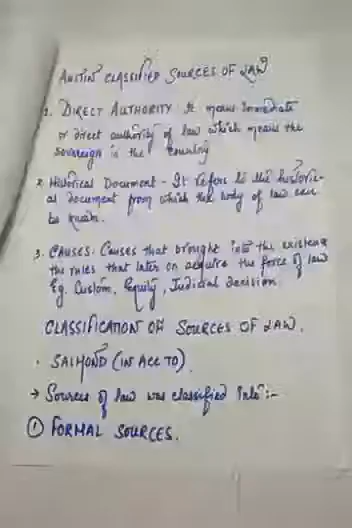 AUSTIN CLASSIFIED SOURCES OF LAW
1. DIRECT AUTHORITY It means immediate
or direct authority of law which means the
sovereign in the country
2. Historical Document - It refers to the historic-
al document from which the body of law can
be known.
3. CAUSES. Causes that brought into the existence
the rules that later on acquire the force of law
Eg. Custom, Equity, Judicial decision.
CLASSIFICATION OF SOURCES OF LAW.
. SALMOND (IN ACC TO)
→ Sources of law was classified into :-
① FORMAL SOURCES.